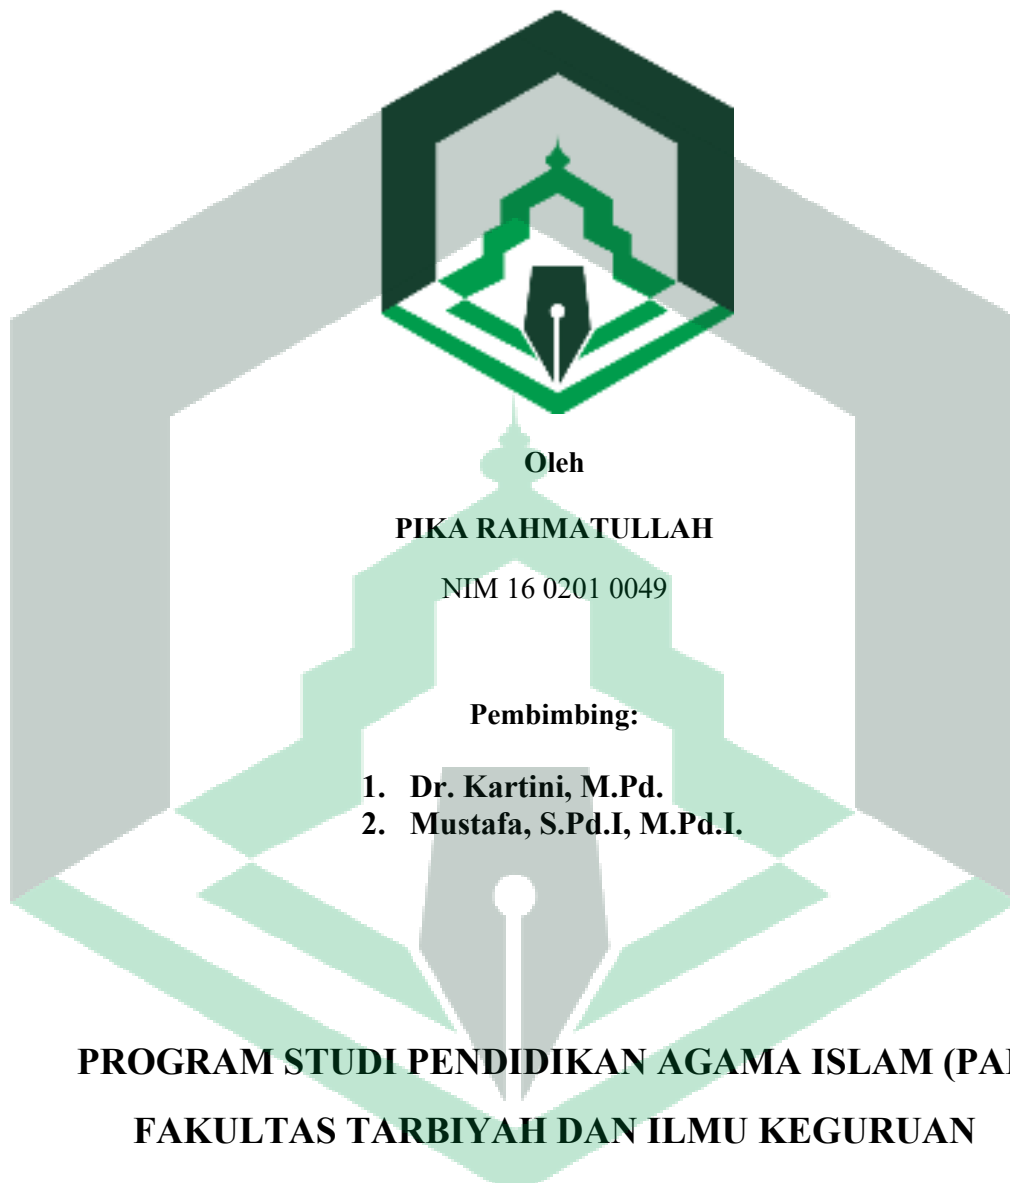 Oleh
PIKA RAHMATULLAH
NIM 16 0201 0049
Pembimbing:
1. Dr. Kartini, M.Pd.
2. Mustafa, S.Pd.I, M.Pd.I.
PROGRAM STUDI PENDIDIKAN AGAMA ISLAM (PAI
FAKULTAS TARBIYAH DAN ILMU KEGURUAN